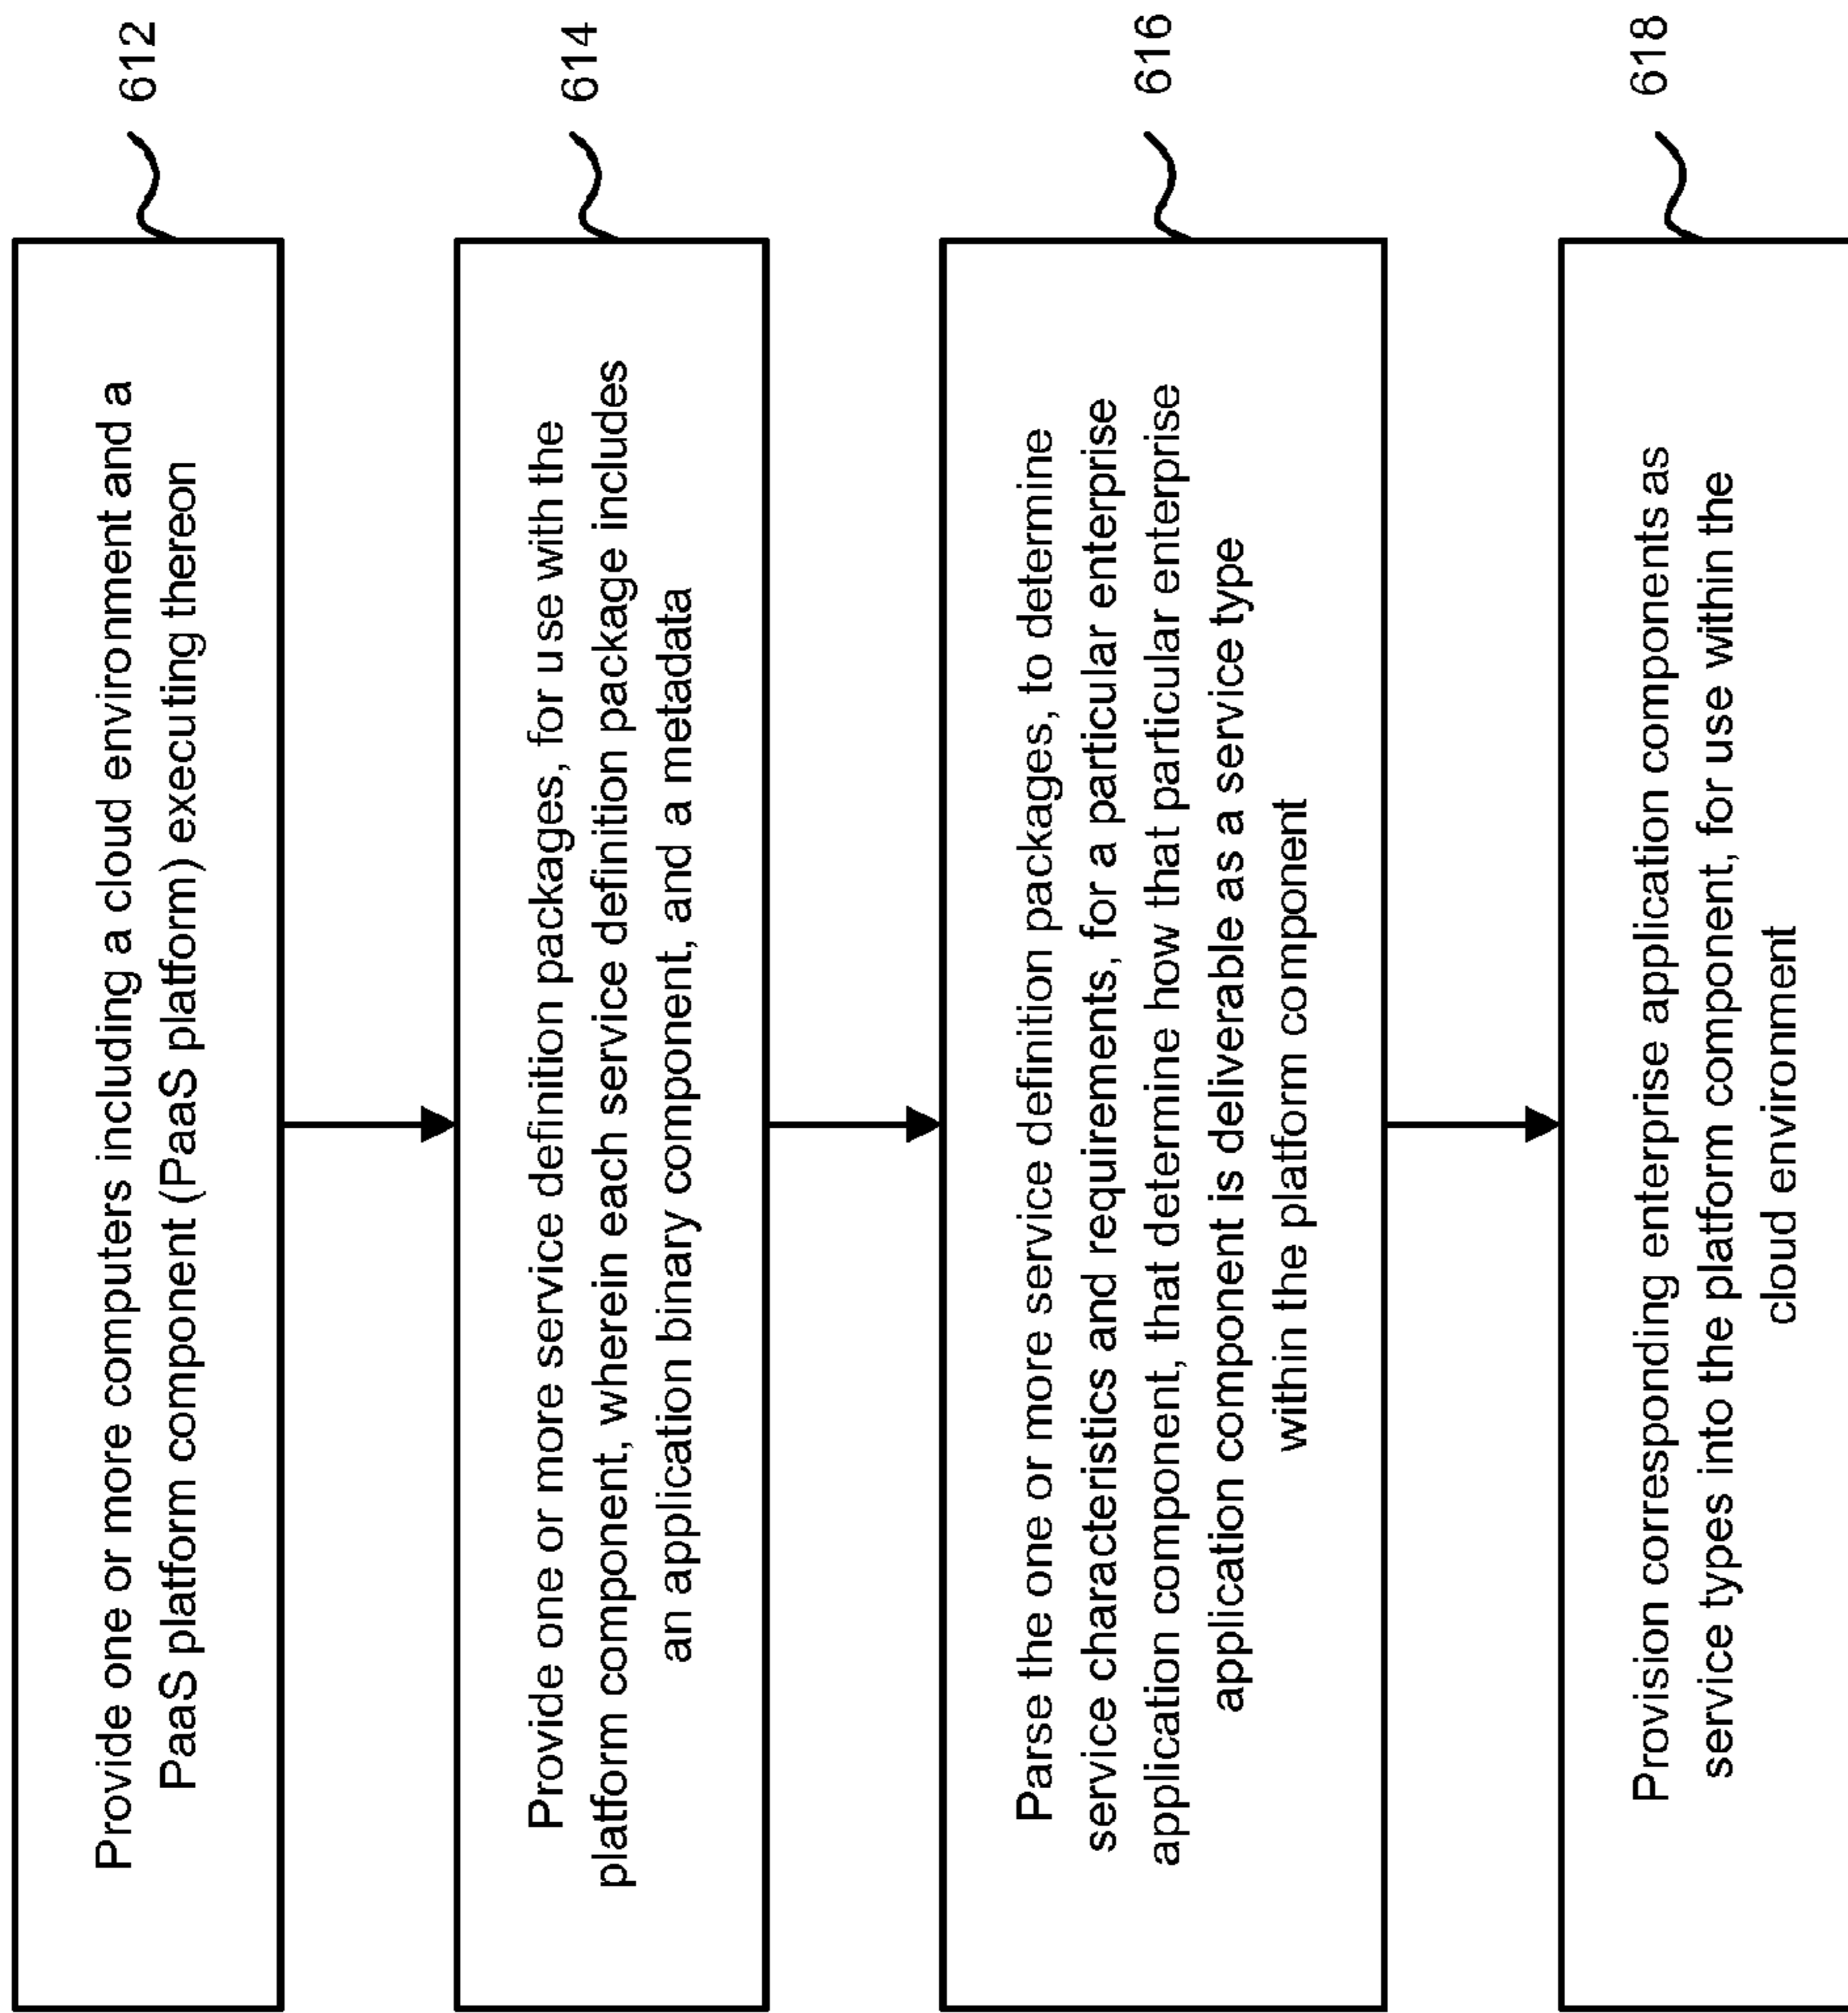 Provide one or more computers including a cloud environment and a
PaaS platform component (PaaS platform) executing thereon
612
Provide one or more service definition packages, for use with the
platform component, wherein each service definition package includes
an application binary component, and a metadata
614
Parse the one or more service definition packages, to determine
service characteristics and requirements, for a particular enterprise
application component, that determine how that particular enterprise
application component is deliverable as a service type
within the platform component
616
Provision corresponding enterprise application components as
service types into the platform component, for use within the
cloud environment
618